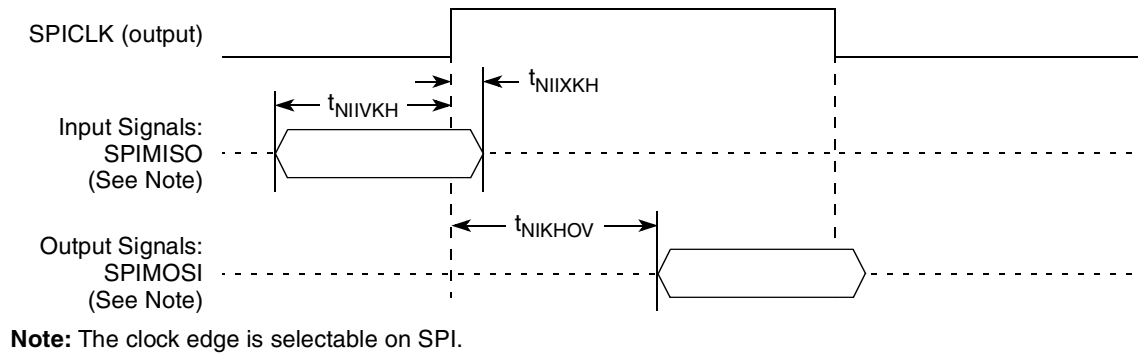 SPICLK (output)
tNIIXKH
tNIIVKH
Input Signals:
SPIMISO
(See Note)
tNIKHOV
Output Signals:
SPIMOSI
(See Note)
Note: The clock edge is selectable on SPI.